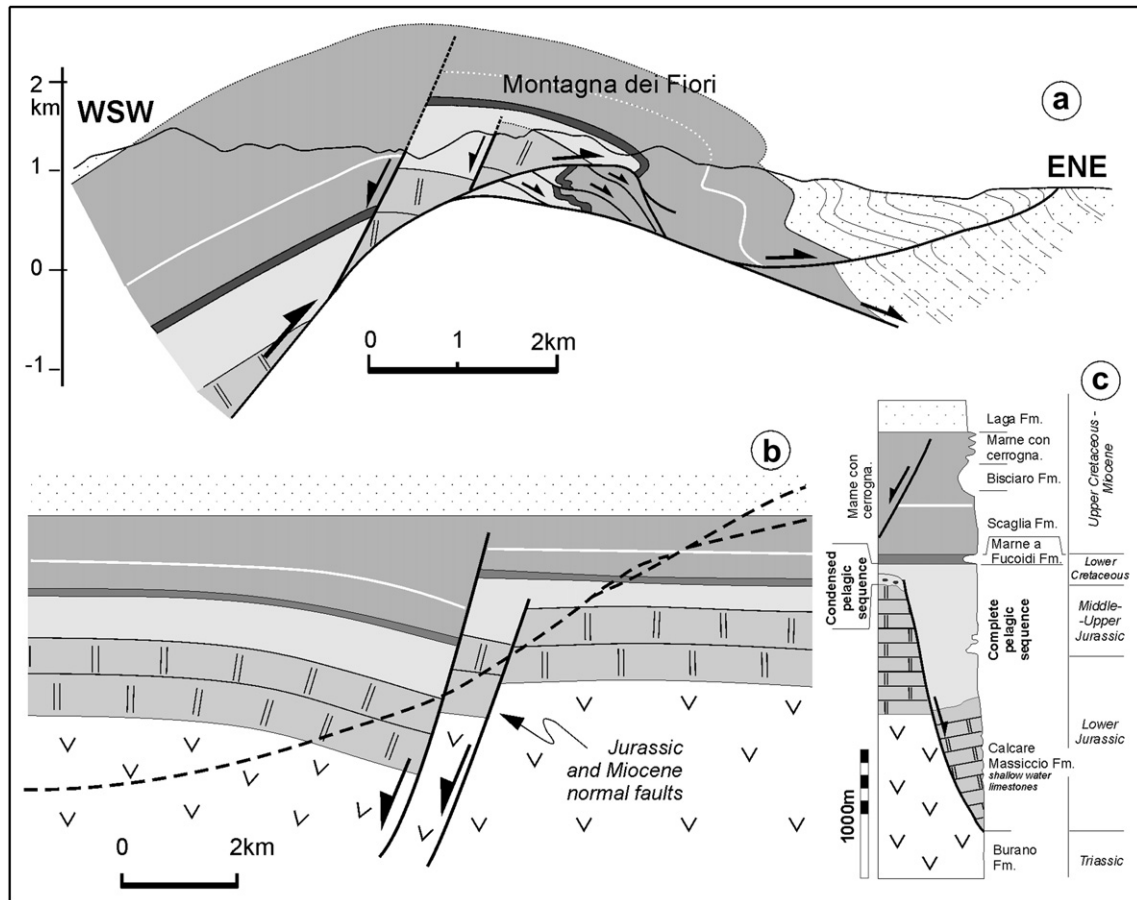 a
Montagna dei Fiori
WSW
ENE
2
km
1
0
-1
0 1 2km
b
Jurassic
and Miocene
normal faults
0 2km
c
Laga Fm.
Marne con
cerrogna.
Bisciaro Fm.
Scaglia Fm.
Marne a
Fucoidi Fm.
Marne con
cerrogna.
Condensed
pelagic
sequence
Complete
pelagic
sequence
Calcare
Massiccio Fm.
shallow water
limestones
Burano
Fm.
1000m
Upper Cretaceous -
Miocene
Lower
Cretaceous
Middle-
-Upper
Jurassic
Lower
Jurassic
Triassic